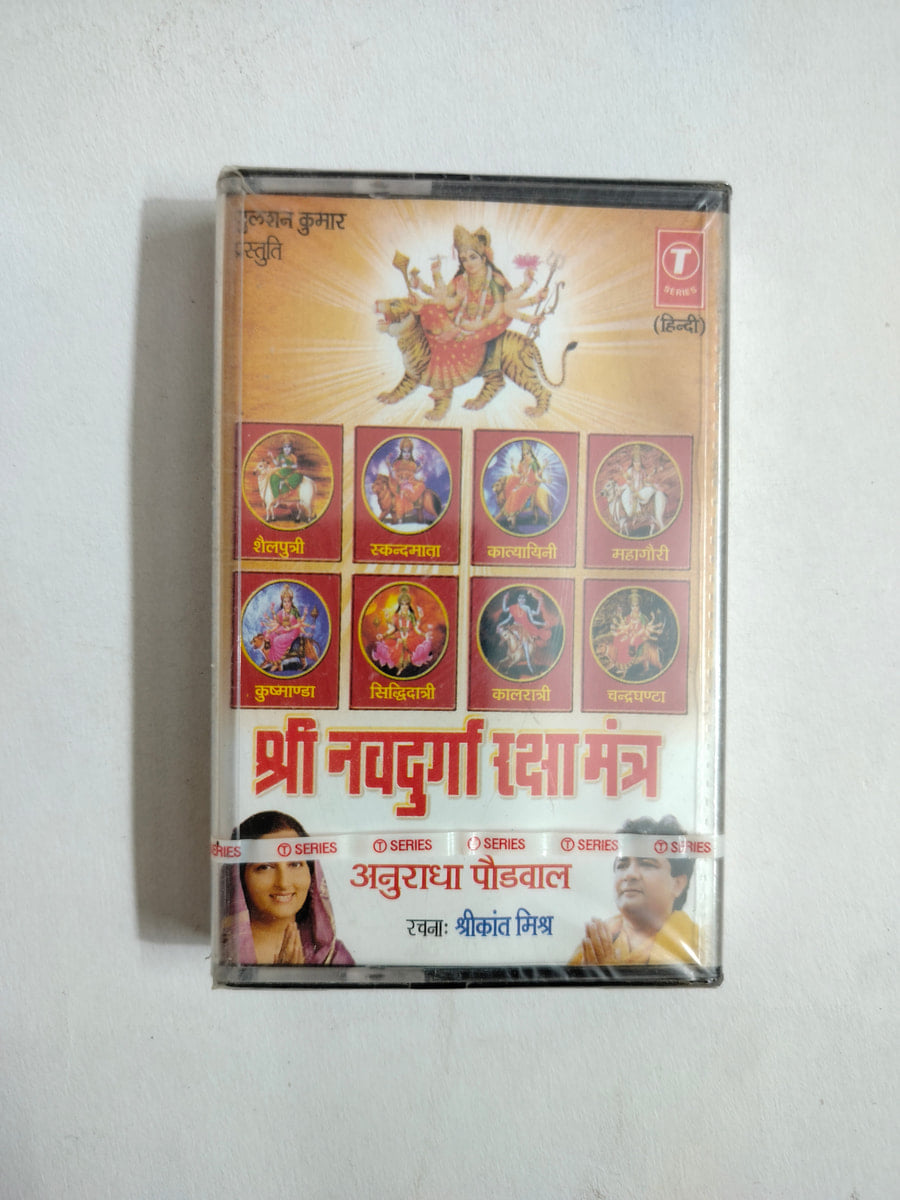 गुलशन कुमार
प्रस्तुति
T
SERIES
(हिन्दी)
शैलपुत्री
स्कन्दमाता
कात्यायिनी
महागौरी
कुष्माण्डा
सिद्धिदात्री
कालरात्री
चन्द्रघण्टा
श्री नवदुर्गा रक्षा मंत्र
SERIES T SERIES T SERIES T SERIES T SERIES T SERIES
अनुराधा पौडवाल
रचनाः श्रीकांत मिश्र